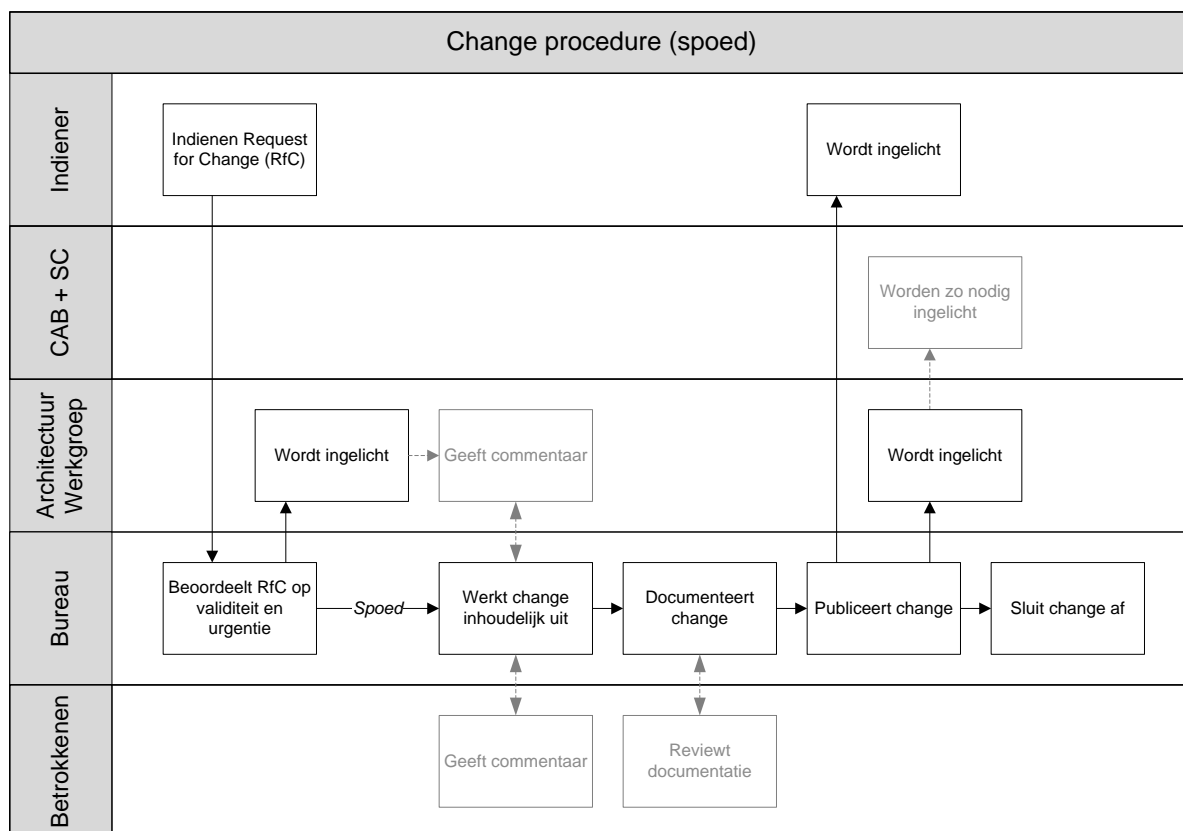 Change procedure (spoed)
Indiener
Indienen Request
for Change (RfC)
Wordt ingelicht
CAB + SC
Worden zo nodig
ingelicht
Architectuur
Werkgroep
Wordt ingelicht
Geeft commentaar
Wordt ingelicht
Bureau
Beoordeelt RfC op
validiteit en
urgentie
Spoed
Werkt change
inhoudelijk uit
Documenteert
change
Publiceert change
Sluit change af
Betrokkenen
Geeft commentaar
Reviewt
documentatie